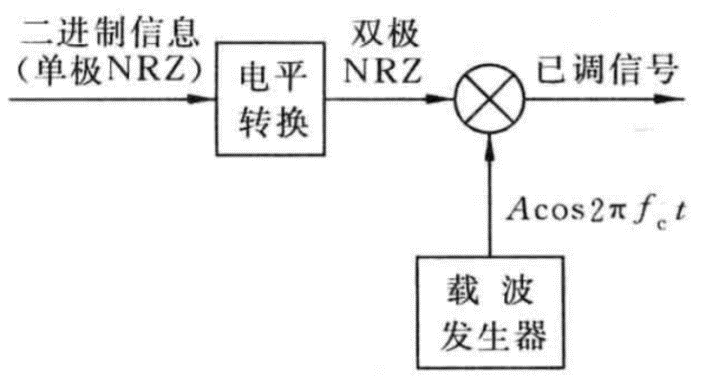 二进制信息
(单极NRZ)
电平
转换
双极
NRZ
已调信号
Acos2πf_c t
载波
发生器